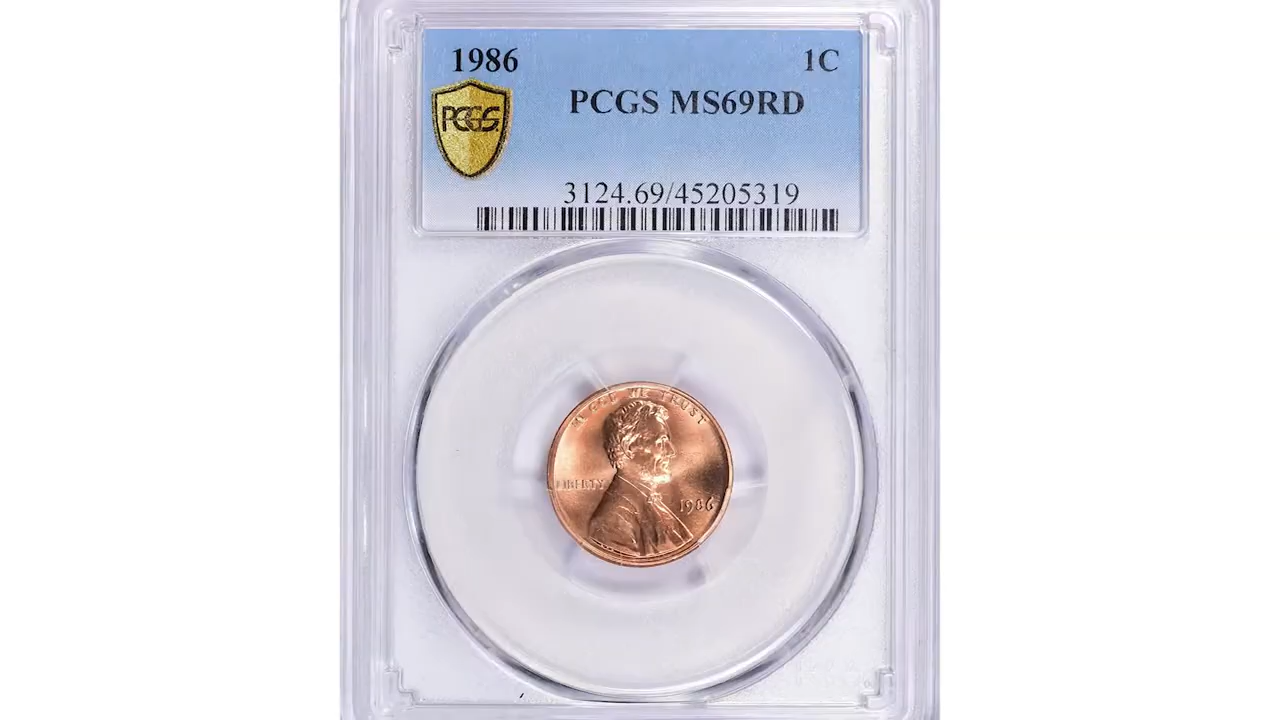 1986 1C
PCGS MS69RD
PCGS
3124.69/45205319
IN GOD WE TRUST
LIBERTY
1986